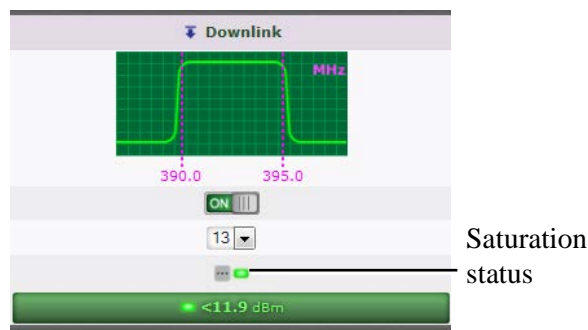 Downlink
MHz
390.0 395.0
ON
13
Saturation
status
<11.9 dBm